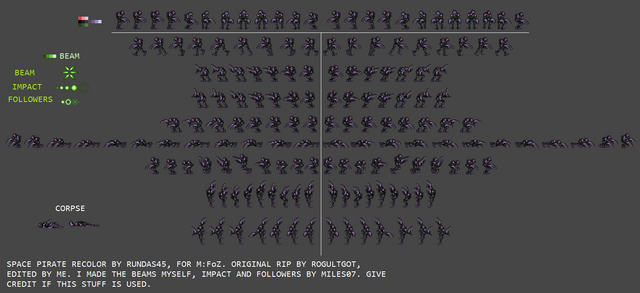 BEAM
BEAM
IMPACT
FOLLOWERS
CORPSE
SPACE PIRATE RECOLOR BY RUNDAS45, FOR M:FoZ. ORIGINAL RIP BY ROGULTGOT,
EDITED BY ME. I MADE THE BEAMS MYSELF, IMPACT AND FOLLOWERS BY MILES07. GIVE
CREDIT IF THIS STUFF IS USED.